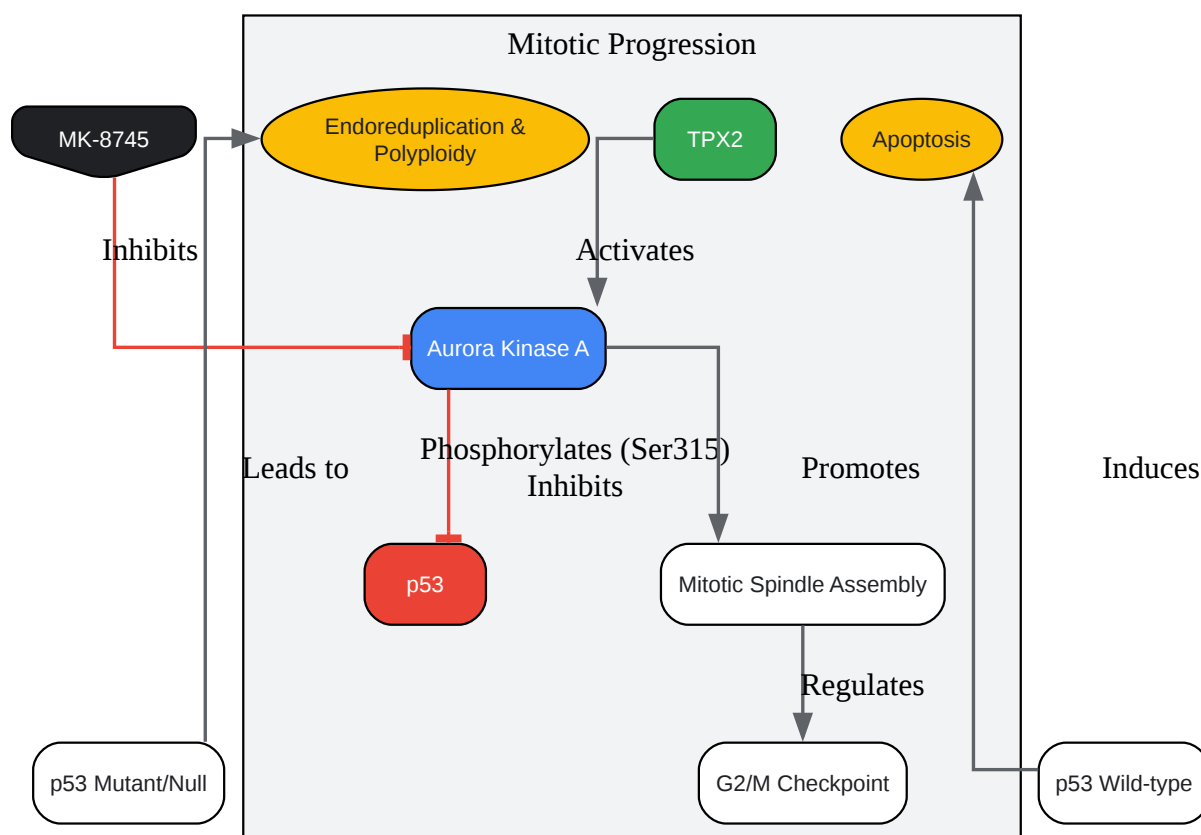 Mitotic Progression
MK-8745
Endoreduplication &
Polyploidy
TPX2
Apoptosis
Inhibits
Activates
Aurora Kinase A
Leads to
Phosphorylates (Ser315)
Inhibits
Promotes
Induces
p53
Mitotic Spindle Assembly
Regulates
p53 Mutant/Null
G2/M Checkpoint
p53 Wild-type